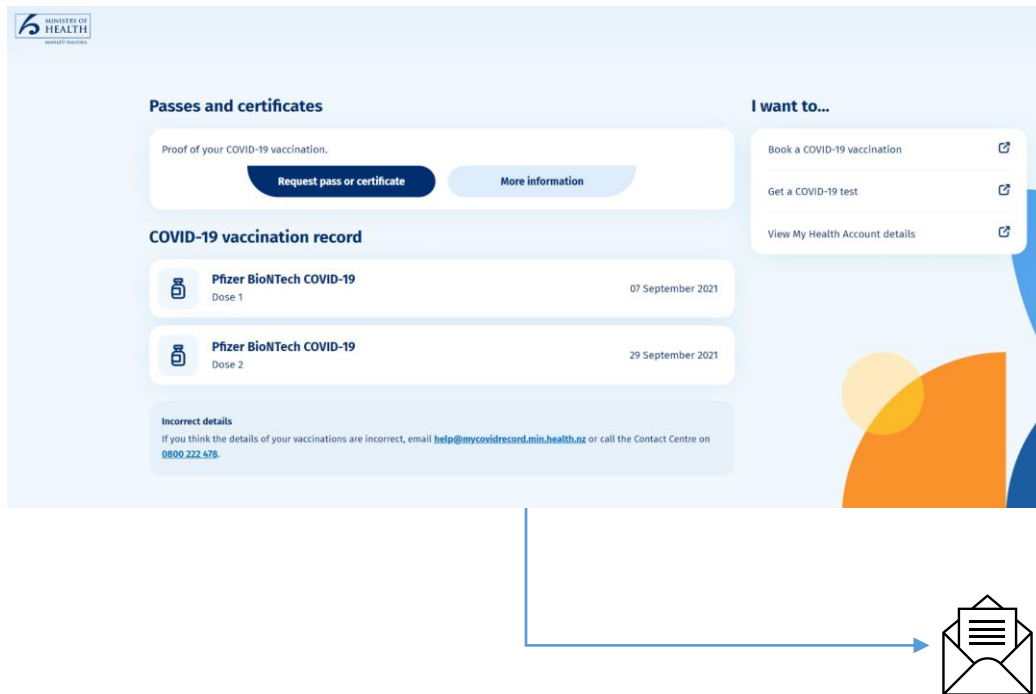 MINISTRY OF
HEALTH
MANATŪ HAUORA
Passes and certificates
Proof of your COVID-19 vaccination.
Request pass or certificate
More information
COVID-19 vaccination record
Pfizer BioNTech COVID-19
Dose 1
07 September 2021
Pfizer BioNTech COVID-19
Dose 2
29 September 2021
Incorrect details
If you think the details of your vaccinations are incorrect, email help@mycovidrecord.min.health.nz or call the Contact Centre on
0800 222 478.
I want to...
Book a COVID-19 vaccination
Get a COVID-19 test
View My Health Account details